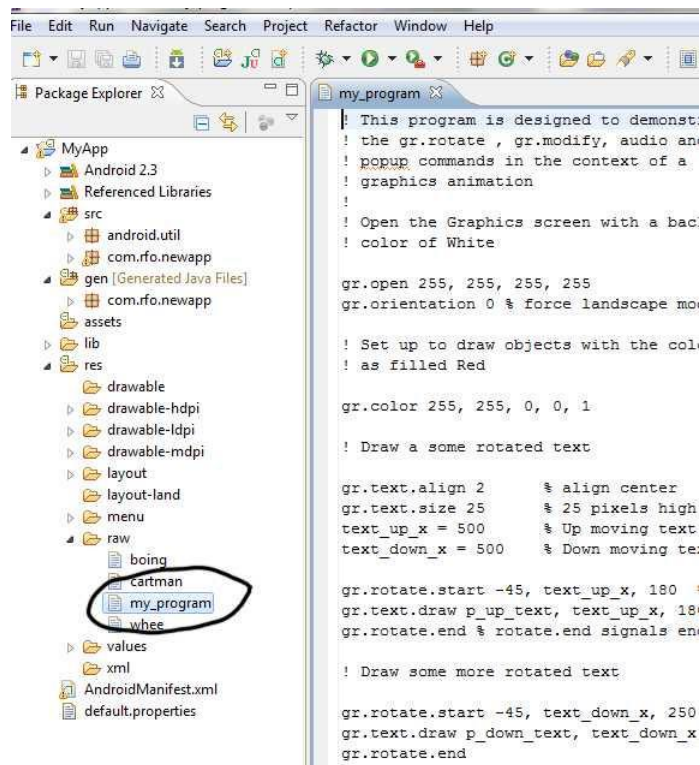 File Edit Run Navigate Search Project Refactor Window Help
Package Explorer
MyApp
Android 2.3
Referenced Libraries
src
android.util
com.rfo.newapp
gen [Generated Java Files]
com.rfo.newapp
assets
lib
res
drawable
drawable-hdpi
drawable-ldpi
drawable-mdpi
layout
layout-land
menu
raw
boing
cartman
my_program
whee
values
xml
AndroidManifest.xml
default.properties
my_program
! This program is designed to demonst
! the gr.rotate , gr.modify, audio and
! popup commands in the context of a
! graphics animation
!
! Open the Graphics screen with a bac
! color of White
gr.open 255, 255, 255, 255
gr.orientation 0 % force landscape mo
! Set up to draw objects with the colo
! as filled Red
gr.color 255, 255, 0, 0, 1
! Draw a some rotated text
gr.text.align 2 % align center
gr.text.size 25 % 25 pixels high
text_up_x = 500 % Up moving text
text_down_x = 500 % Down moving te
gr.rotate.start -45, text_up_x, 180 %
gr.text.draw p_up_text, text_up_x, 180
gr.rotate.end % rotate.end signals en
! Draw some more rotated text
gr.rotate.start -45, text_down_x, 250
gr.text.draw p_down_text, text_down_x
gr.rotate.end